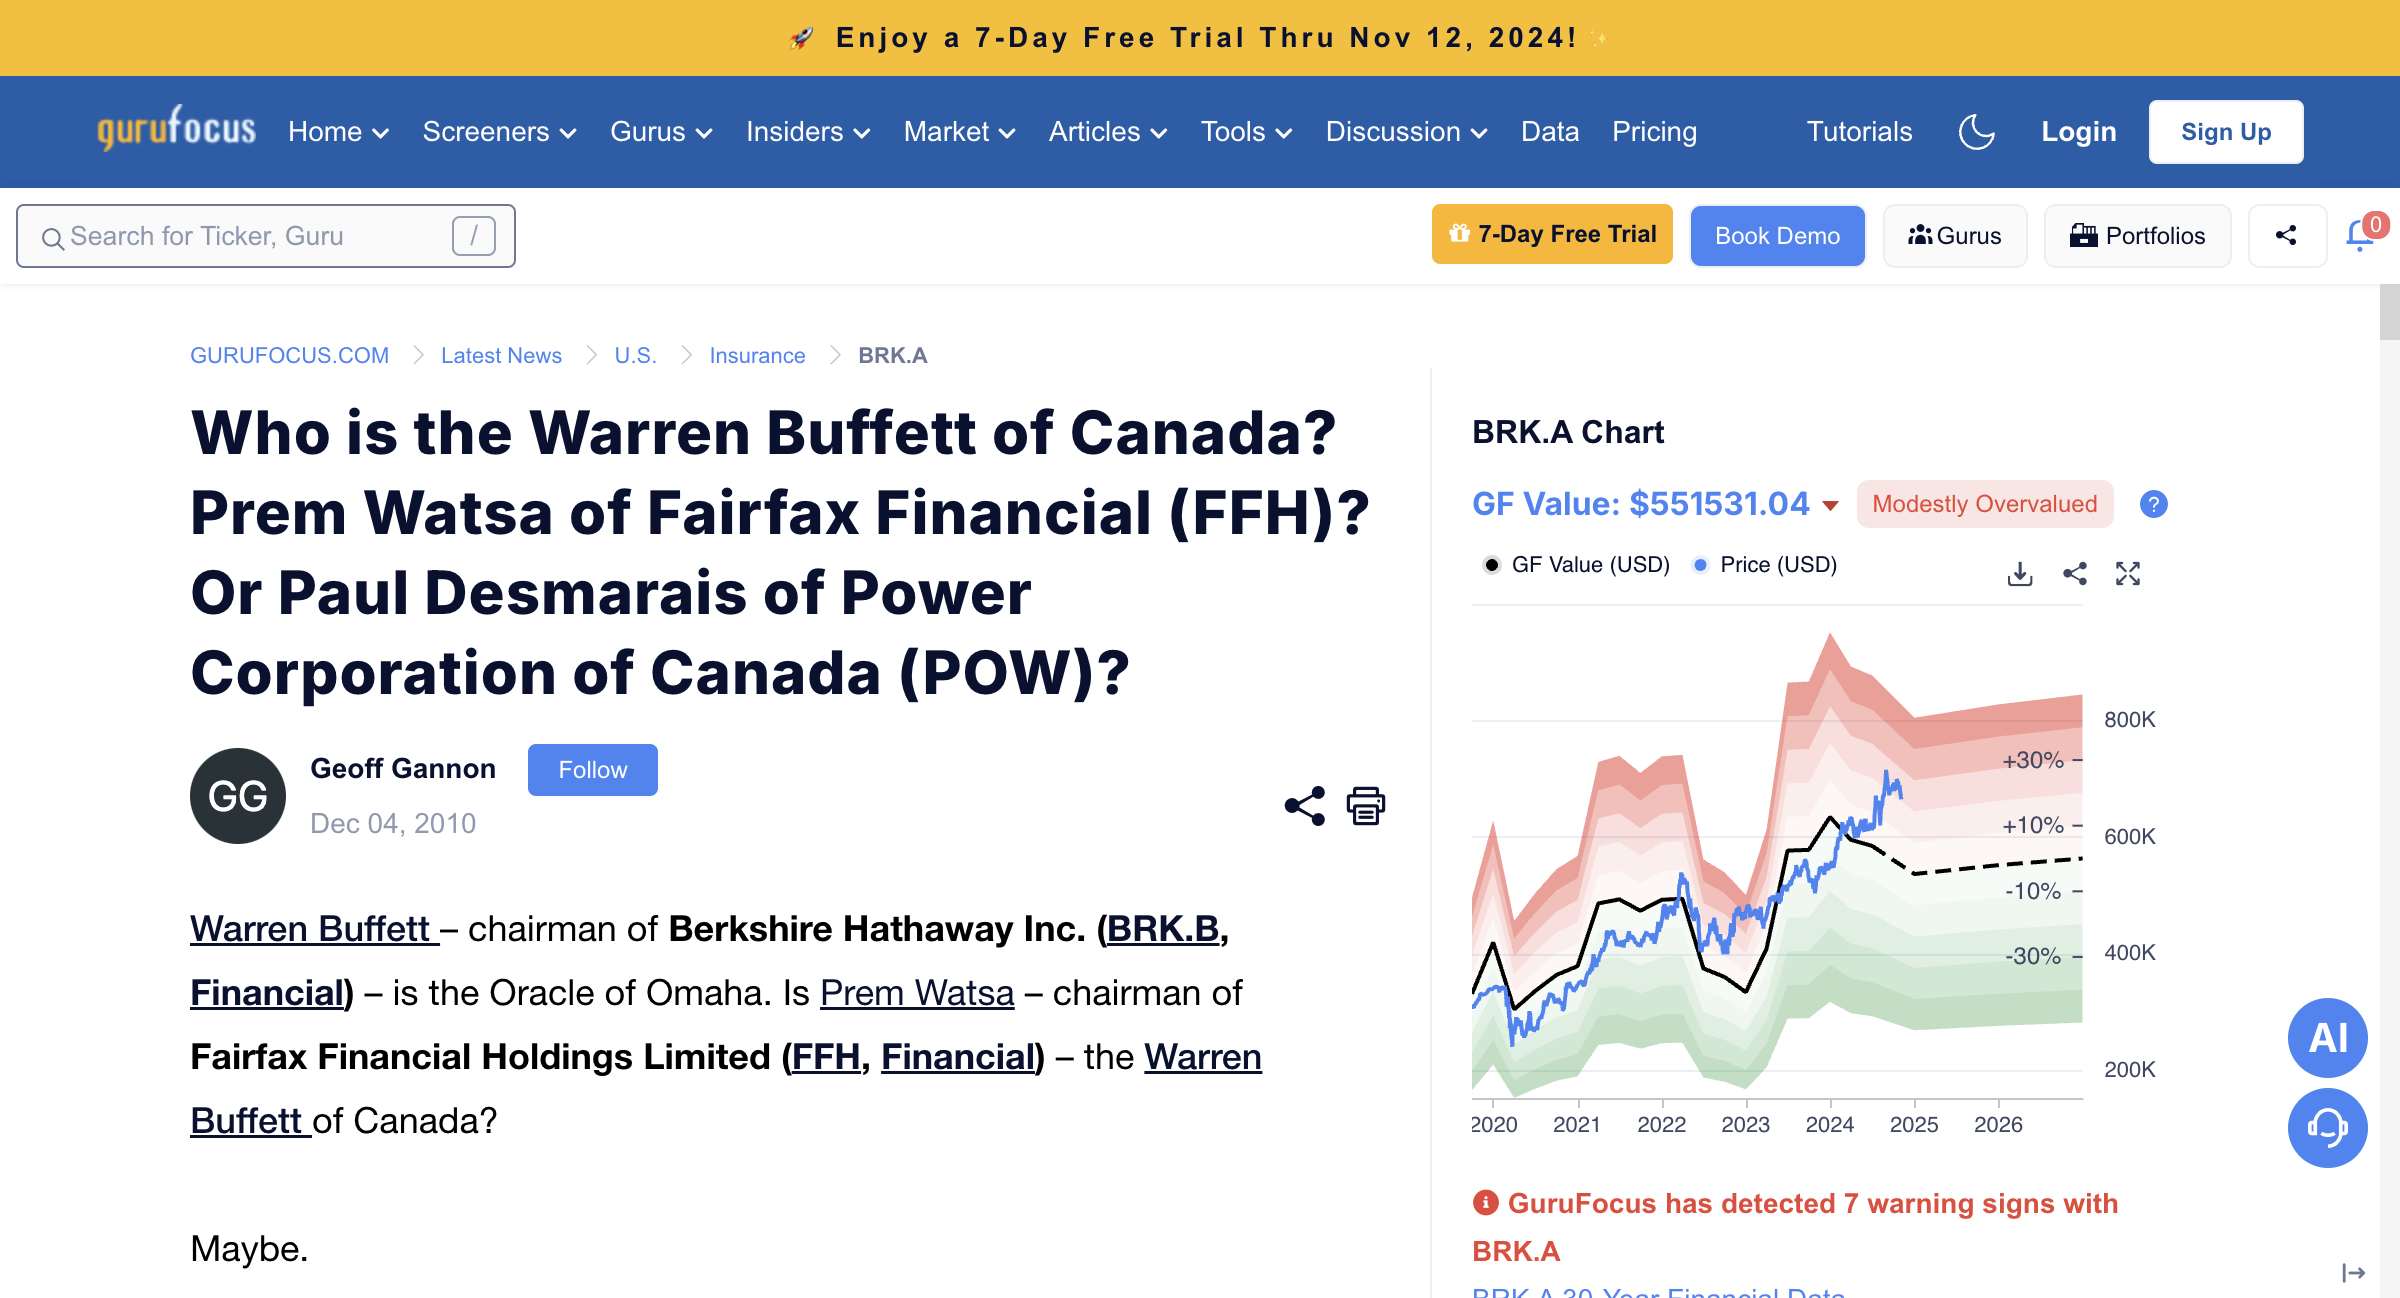 🚀 Enjoy a 7-Day Free Trial Thru Nov 12, 2024! ✨
gurufocus Home Screeners Gurus Insiders Market Articles Tools Discussion Data Pricing Tutorials Login Sign Up
Search for Ticker, Guru / 7-Day Free Trial Book Demo Gurus Portfolios 0
GURUFOCUS.COM Latest News U.S. Insurance BRK.A
Who is the Warren Buffett of Canada?
Prem Watsa of Fairfax Financial (FFH)?
Or Paul Desmarais of Power
Corporation of Canada (POW)?
GG
Geoff Gannon Follow
Dec 04, 2010
Warren Buffett – chairman of Berkshire Hathaway Inc. (BRK.B,
Financial) – is the Oracle of Omaha. Is Prem Watsa – chairman of
Fairfax Financial Holdings Limited (FFH, Financial) – the Warren
Buffett of Canada?
Maybe.
BRK.A Chart
GF Value: $551531.04 Modestly Overvalued ?
GF Value (USD) Price (USD)
800K
+30%
+10%
600K
-10%
-30%
400K
200K
2020 2021 2022 2023 2024 2025 2026
GuruFocus has detected 7 warning signs with
BRK.A
BRK.A 30-Year Financial Data
AI